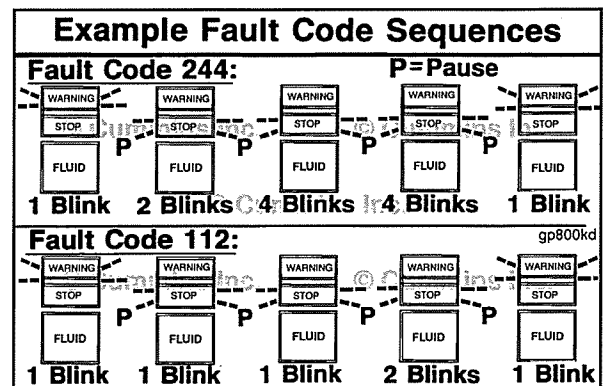 Example Fault Code Sequences
Fault Code 244:
P=Pause
WARNING WARNING WARNING WARNING WARNING
STOP STOP STOP STOP STOP
P P P P
FLUID FLUID FLUID FLUID FLUID
1 Blink 2 Blinks 4 Blinks 4 Blinks 1 Blink
Fault Code 112:
gp800kd
WARNING WARNING WARNING WARNING WARNING
STOP STOP STOP STOP STOP
P P P P
FLUID FLUID FLUID FLUID FLUID
1 Blink 1 Blink 1 Blink 2 Blinks 1 Blink